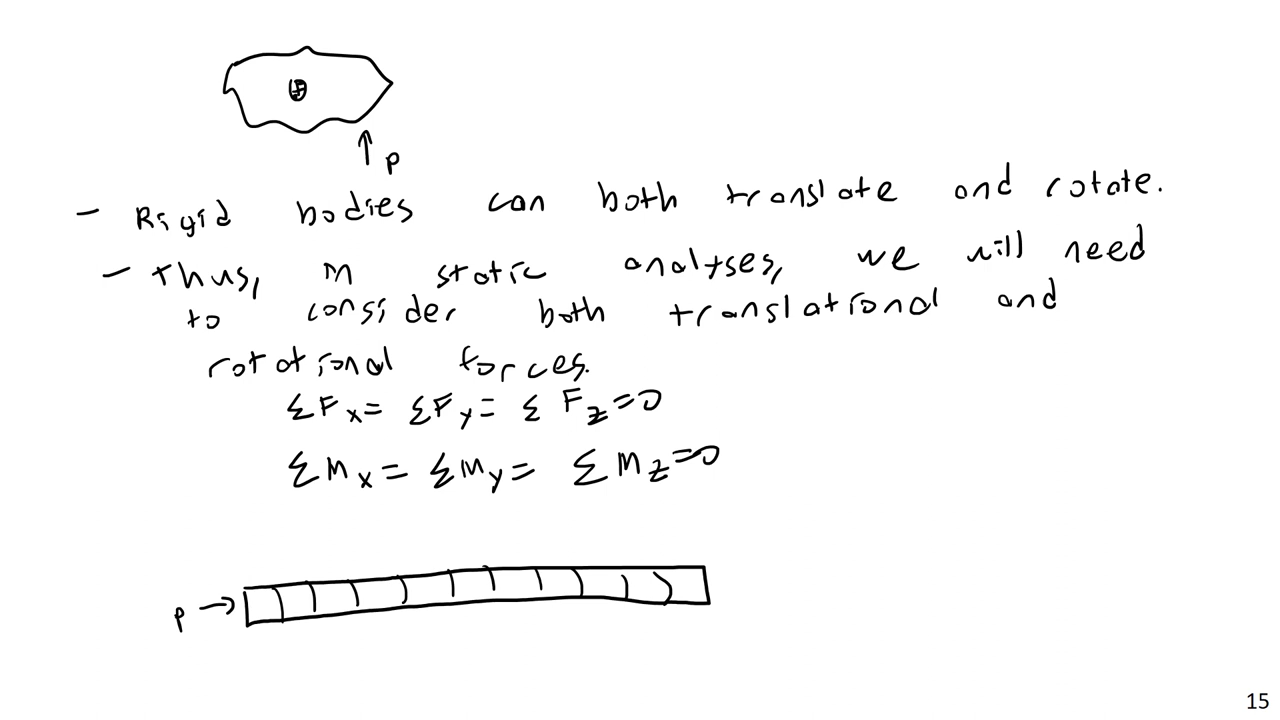 P
- Rigid bodies can both translate and rotate.
- Thus, in static analyses, we will need
to consider both translational and
rotational forces.
ΣFx= ΣFy= ΣFz=0
ΣMx= ΣMy= ΣMz=0
P
15